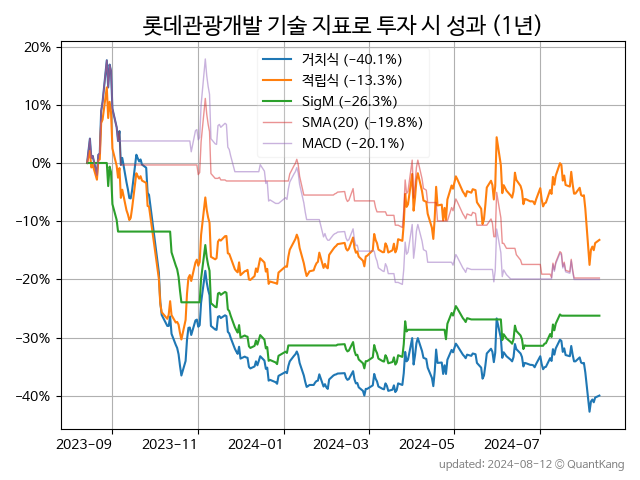 롯데관광개발 기술 지표로 투자 시 성과 (1년)
거치식 (−40.1%)
적립식 (−13.3%)
SigM (−26.3%)
SMA(20) (−19.8%)
MACD (−20.1%)
20%
10%
0%
−10%
−20%
−30%
−40%
2023-09 2023-11 2024-01 2024-03 2024-05 2024-07
updated: 2024-08-12 © QuantKang